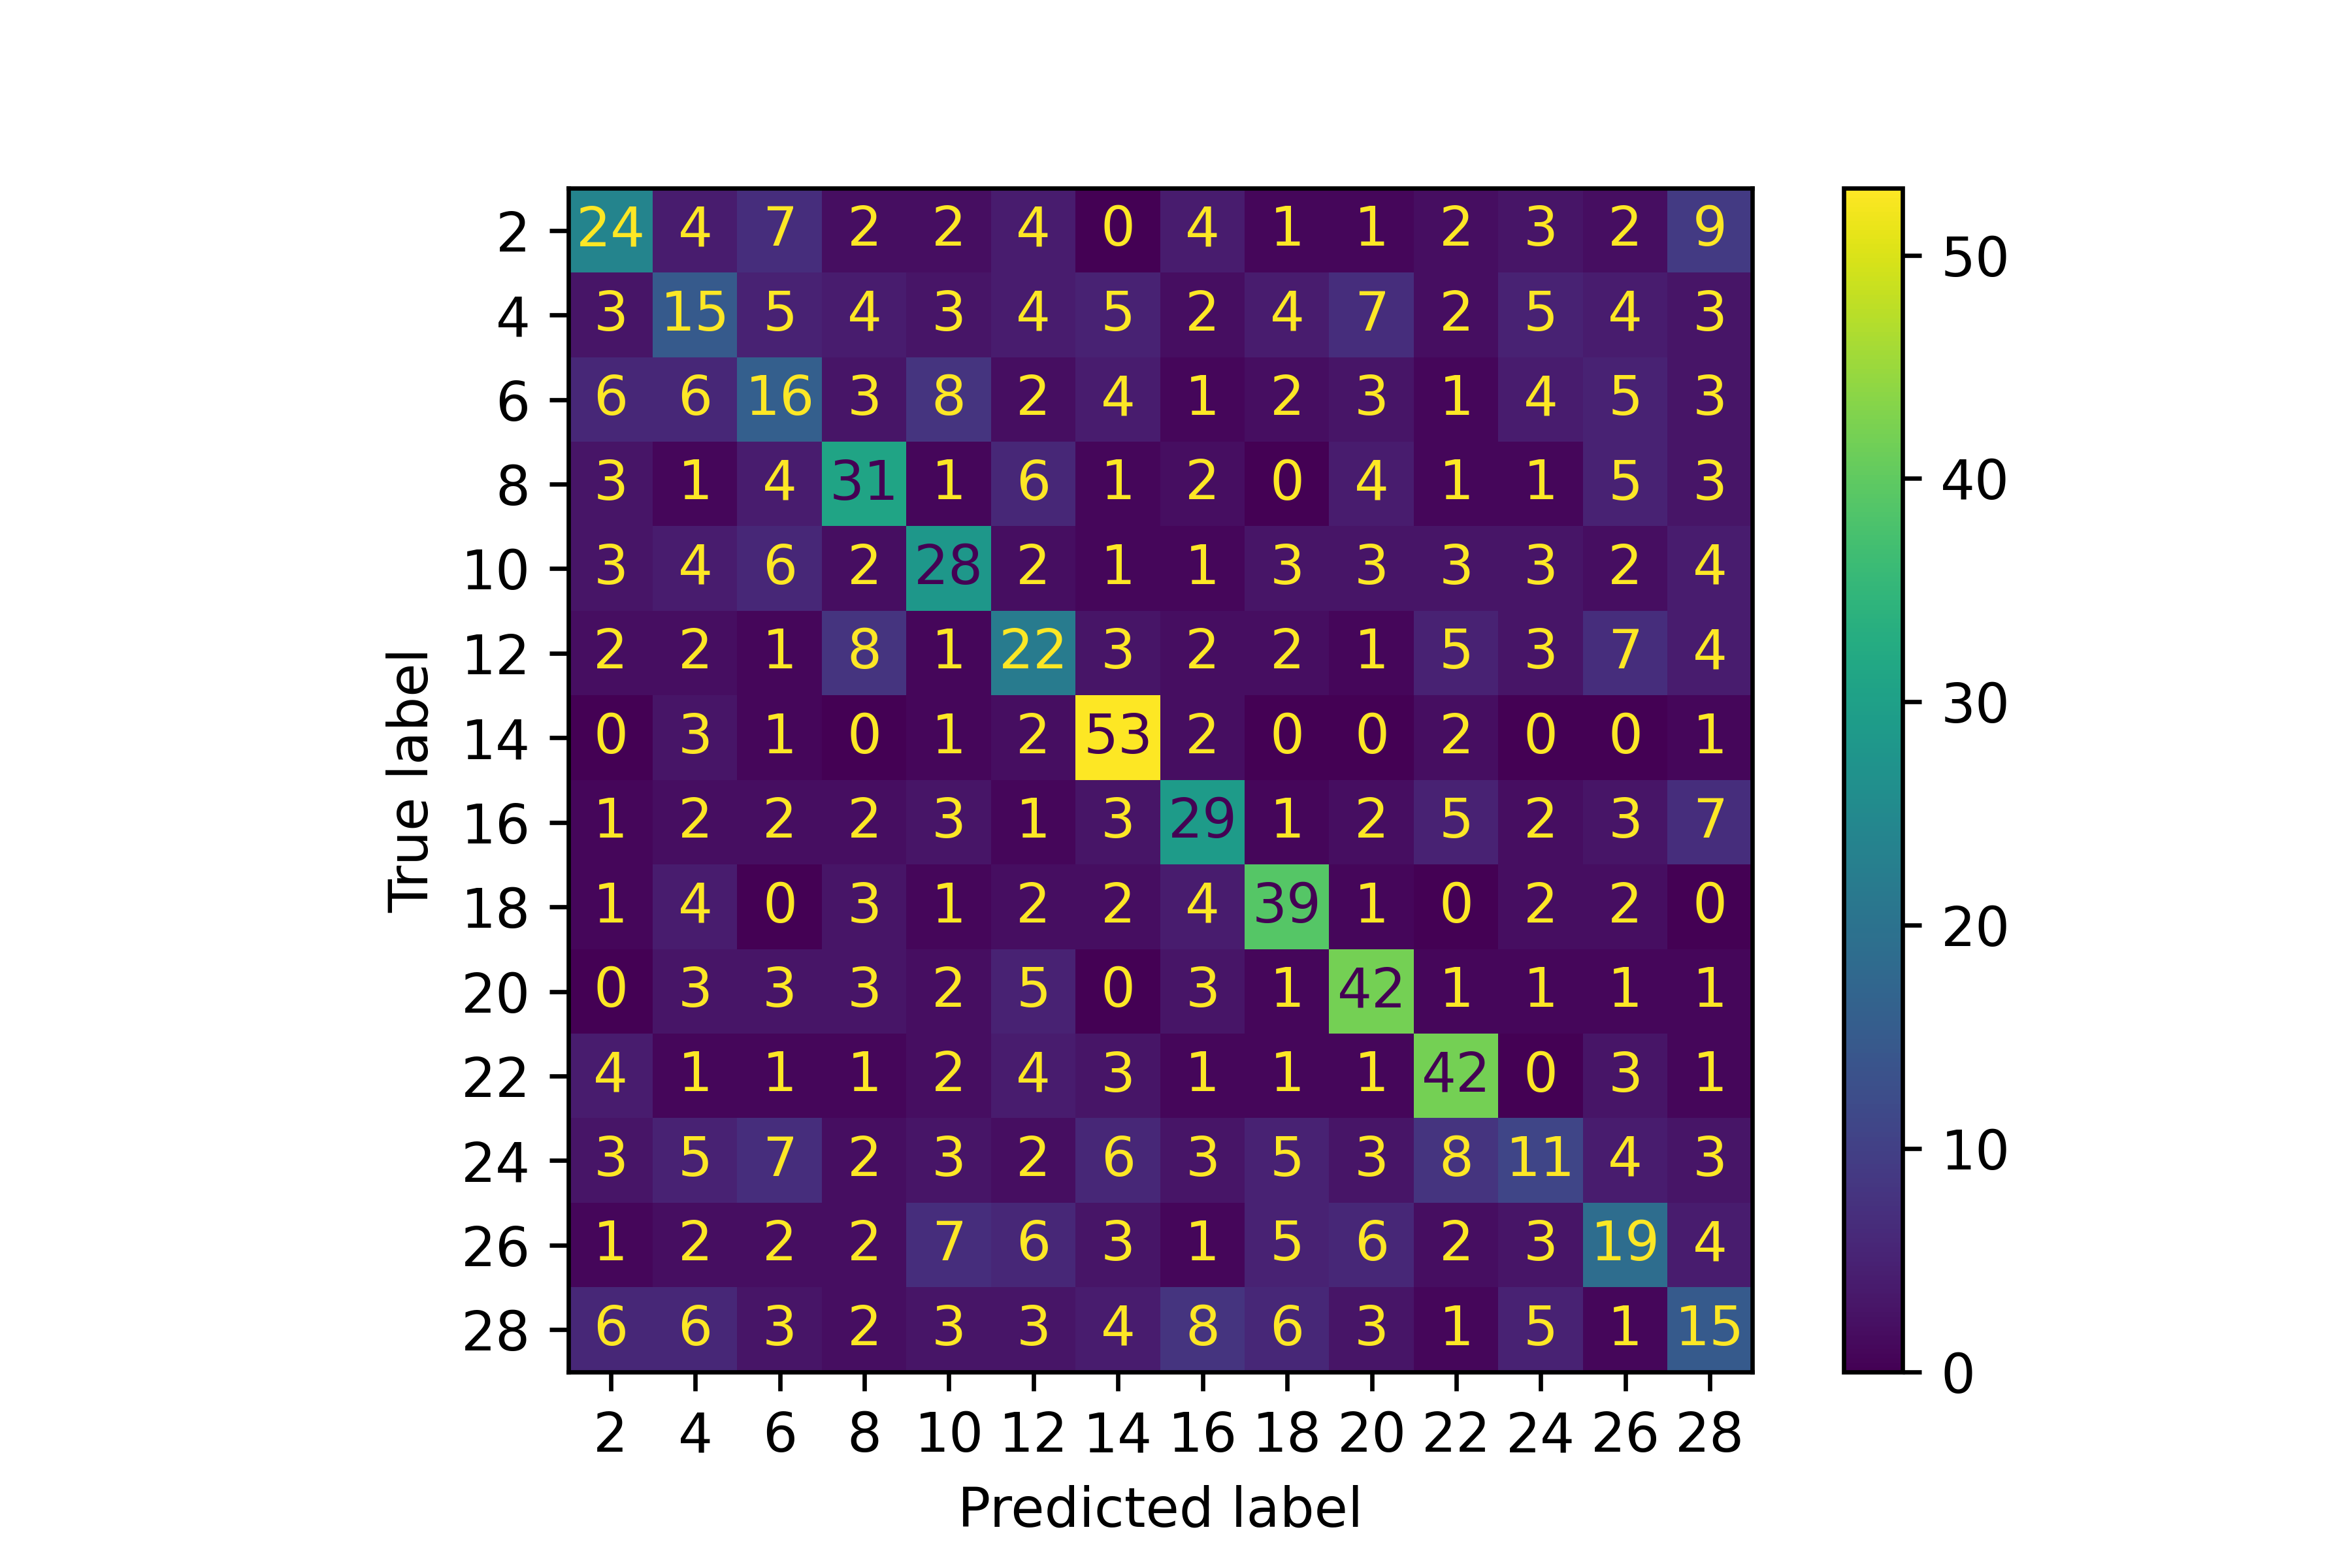 2 24 4 7 2 2 4 0 4 1 1 2 3 2 9
4 3 15 5 4 3 4 5 2 4 7 2 5 4 3
6 6 6 16 3 8 2 4 1 2 3 1 4 5 3
8 3 1 4 31 1 6 1 2 0 4 1 1 5 3
10 3 4 6 2 28 2 1 1 3 3 3 3 2 4
12 2 2 1 8 1 22 3 2 2 1 5 3 7 4
14 0 3 1 0 1 2 53 2 0 0 2 0 0 1
16 1 2 2 2 3 1 3 29 1 2 5 2 3 7
18 1 4 0 3 1 2 2 4 39 1 0 2 2 0
20 0 3 3 3 2 5 0 3 1 42 1 1 1 1
22 4 1 1 1 2 4 3 1 1 1 42 0 3 1
24 3 5 7 2 3 2 6 3 5 3 8 11 4 3
26 1 2 2 2 7 6 3 1 5 6 2 3 19 4
28 6 6 3 2 3 3 4 8 6 3 1 5 1 15
2 4 6 8 10 12 14 16 18 20 22 24 26 28
Predicted label
True label
50
40
30
20
10
0